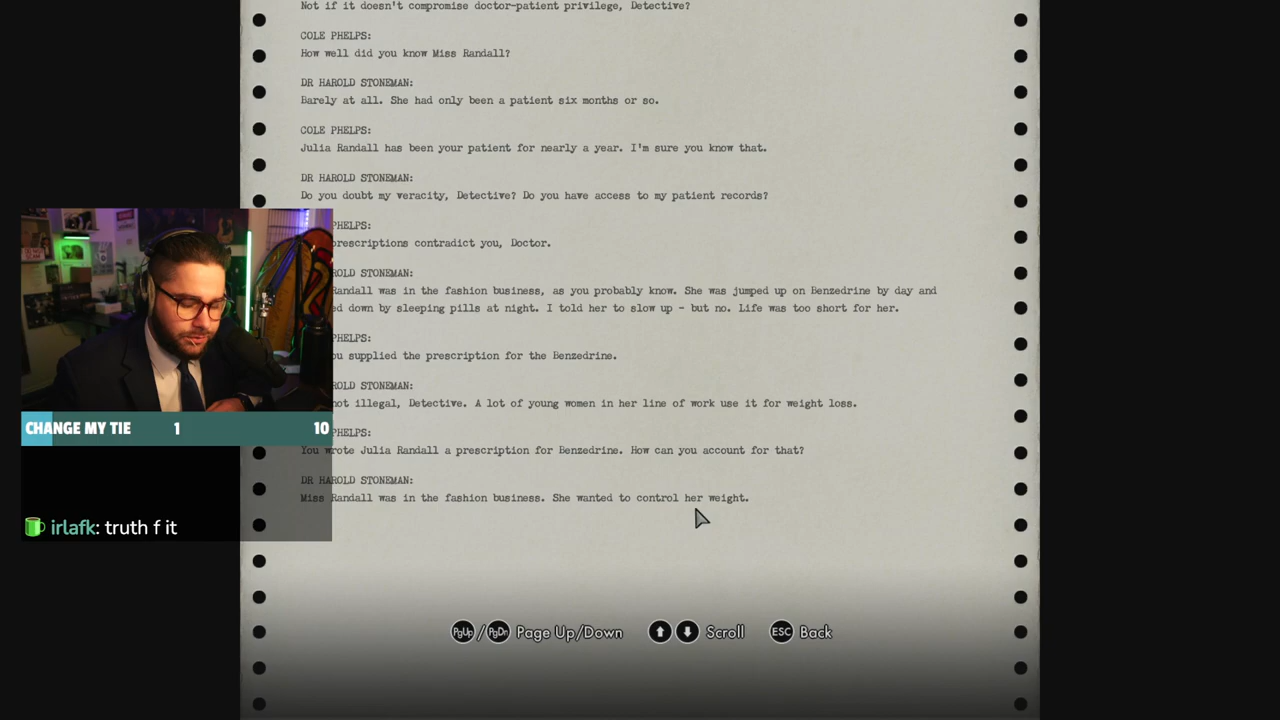 Not if it doesn't compromise doctor-patient privilege, Detective?
COLE PHELPS:
How well did you know Miss Randall?
DR HAROLD STONEMAN:
Barely at all. She had only been a patient six months or so.
COLE PHELPS:
Julia Randall has been your patient for nearly a year. I'm sure you know that.
DR HAROLD STONEMAN:
Do you doubt my veracity, Detective? Do you have access to my patient records?
PHELPS:
prescriptions contradict you, Doctor.
ROLD STONEMAN:
Randall was in the fashion business, as you probably know. She was jumped up on Benzedrine by day and
ed down by sleeping pills at night. I told her to slow up - but no. Life was too short for her.
PHELPS:
ou supplied the prescription for the Benzedrine.
ROLD STONEMAN:
not illegal, Detective. A lot of young women in her line of work use it for weight loss.
PHELPS:
You wrote Julia Randall a prescription for Benzedrine. How can you account for that?
DR HAROLD STONEMAN:
Miss Randall was in the fashion business. She wanted to control her weight.
CHANGE MY TIE 1 10
irlafk: truth f it
PgUp / PgDn Page Up/Down Scroll ESC Back